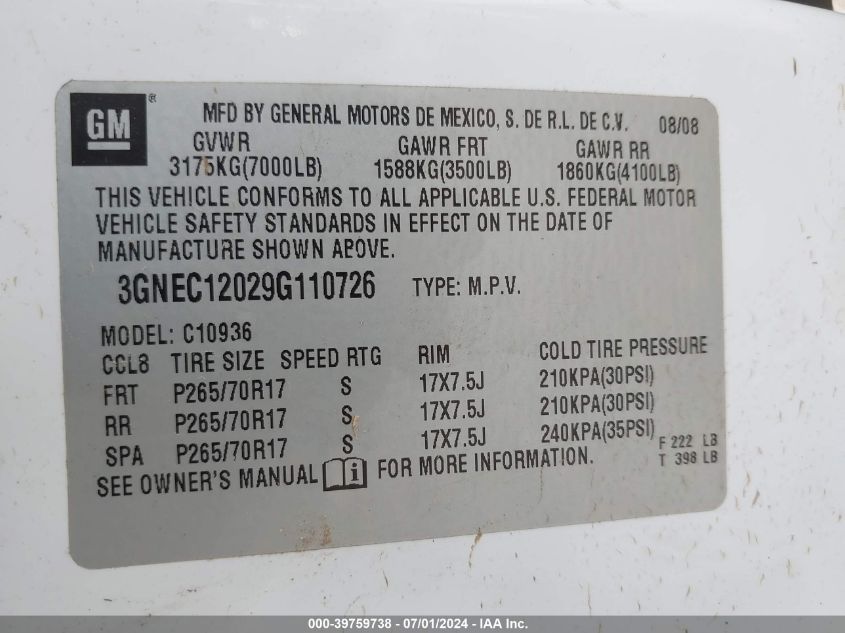 GM ® MFD BY GENERAL MOTORS DE MEXICO, S. DE R.L. DE C.V. 08/08
GVWR GAWR FRT GAWR RR
3175KG(7000LB) 1588KG(3500LB) 1860KG(4100LB)
THIS VEHICLE CONFORMS TO ALL APPLICABLE U.S. FEDERAL MOTOR
VEHICLE SAFETY STANDARDS IN EFFECT ON THE DATE OF
MANUFACTURE SHOWN ABOVE.
3GNEC12029G110726 TYPE: M.P.V.
MODEL: C10936
CCL8 TIRE SIZE SPEED RTG RIM COLD TIRE PRESSURE
FRT P265/70R17 S 17X7.5J 210KPA(30PSI)
RR P265/70R17 S 17X7.5J 210KPA(30PSI)
SPA P265/70R17 S 17X7.5J 240KPA(35PSI) F 222 LB
T 398 LB
SEE OWNER'S MANUAL i FOR MORE INFORMATION.
000-39759738 - 07/01/2024 - IAA Inc.